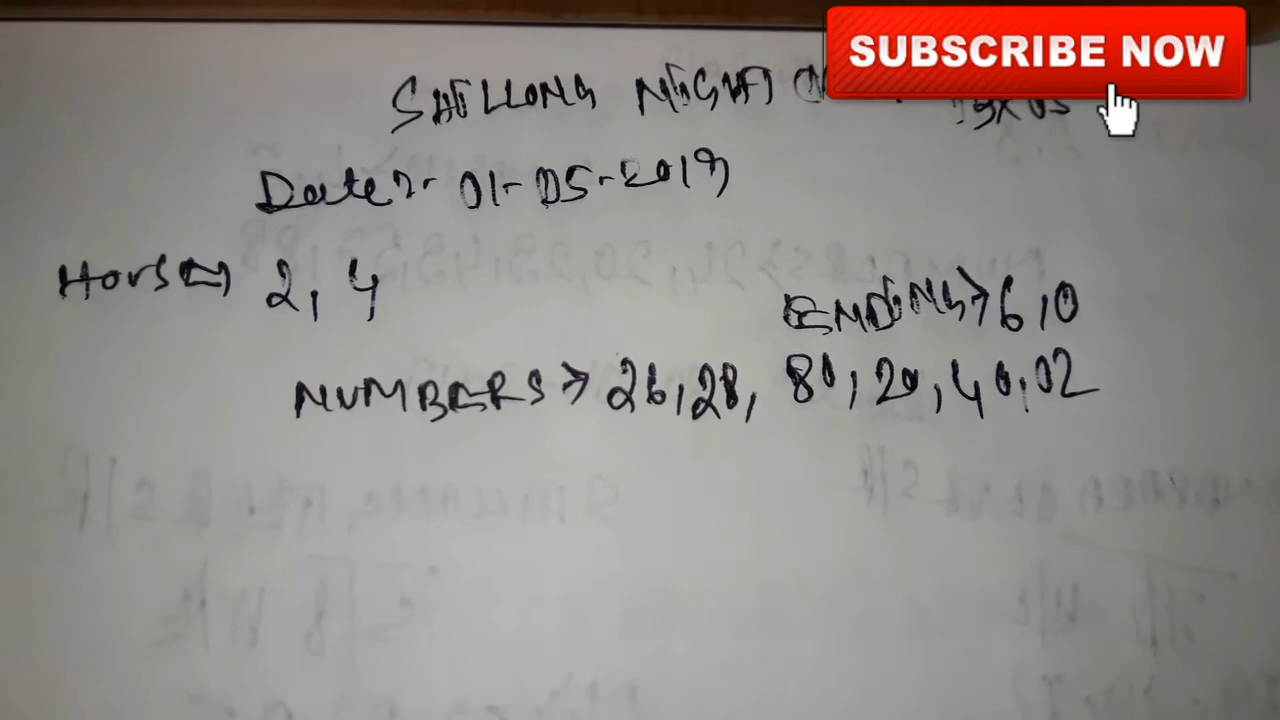 SUBSCRIBE NOW
SHILLONG NIGHT
Date:- 01-05-2019
House→ 2, 4
ENDING→ 6,0
NUMBERS→ 26,28, 80, 20, 40,02